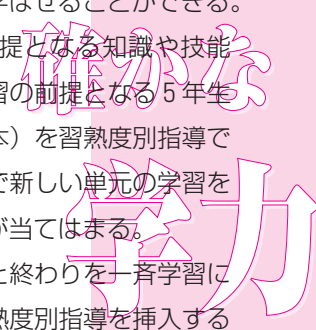 学ばせることができる。
提となる知識や技能
習の前提となる5年生
本）を習熟度別指導で
で新しい単元の学習を
が当てはまる。
と終わりを一斉学習に
熟度別指導を挿入する
確かな
学力